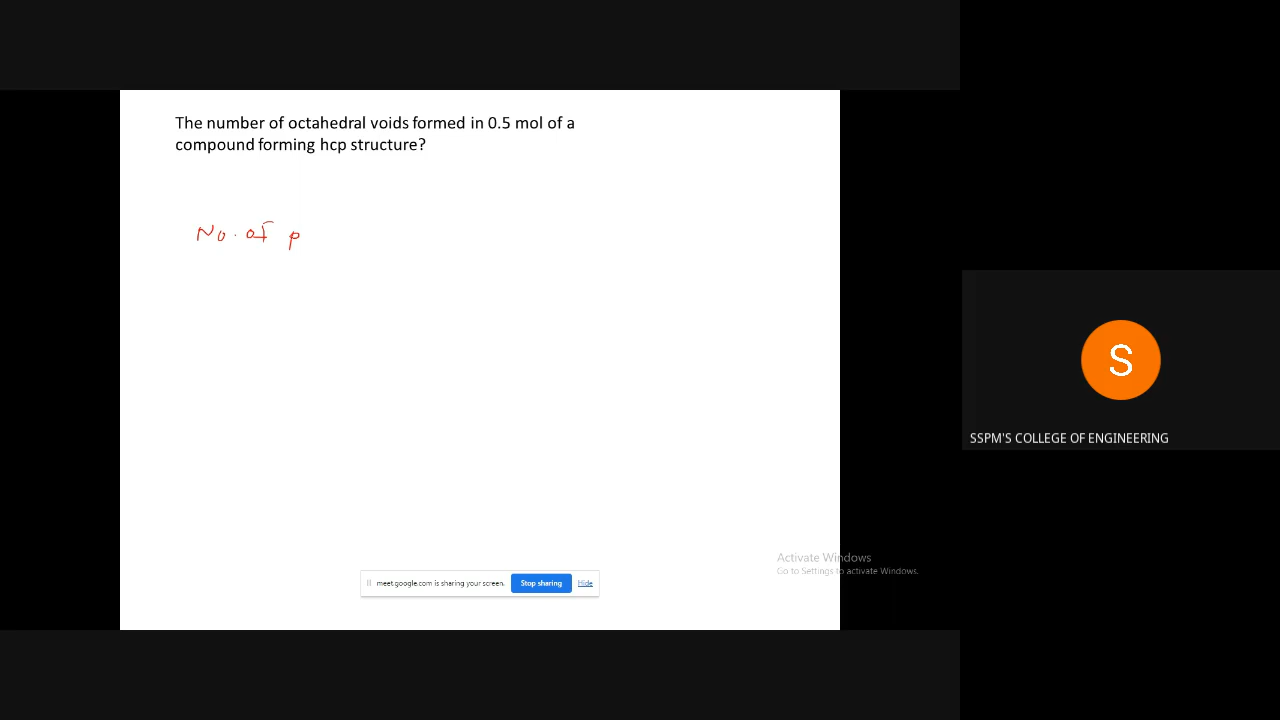 The number of octahedral voids formed in 0.5 mol of a
compound forming hcp structure?
No. of p
S
SSPM'S COLLEGE OF ENGINEERING
Activate Windows
Go to Settings to activate Windows.
meet.google.com is sharing your screen. Stop sharing Hide